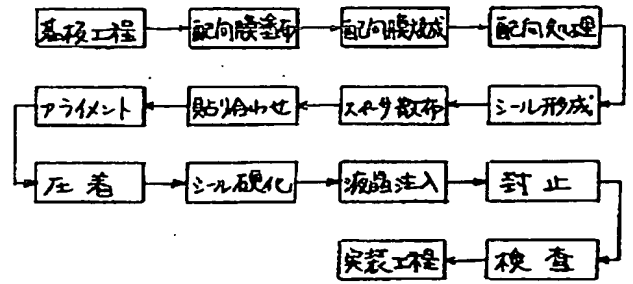 基板工程 配向膜塗布 配向膜焼成 配向処理
アライメント 貼り合わせ スペーサ散布 シール形成
圧着 シール硬化 液晶注入 封止
実装工程 検査